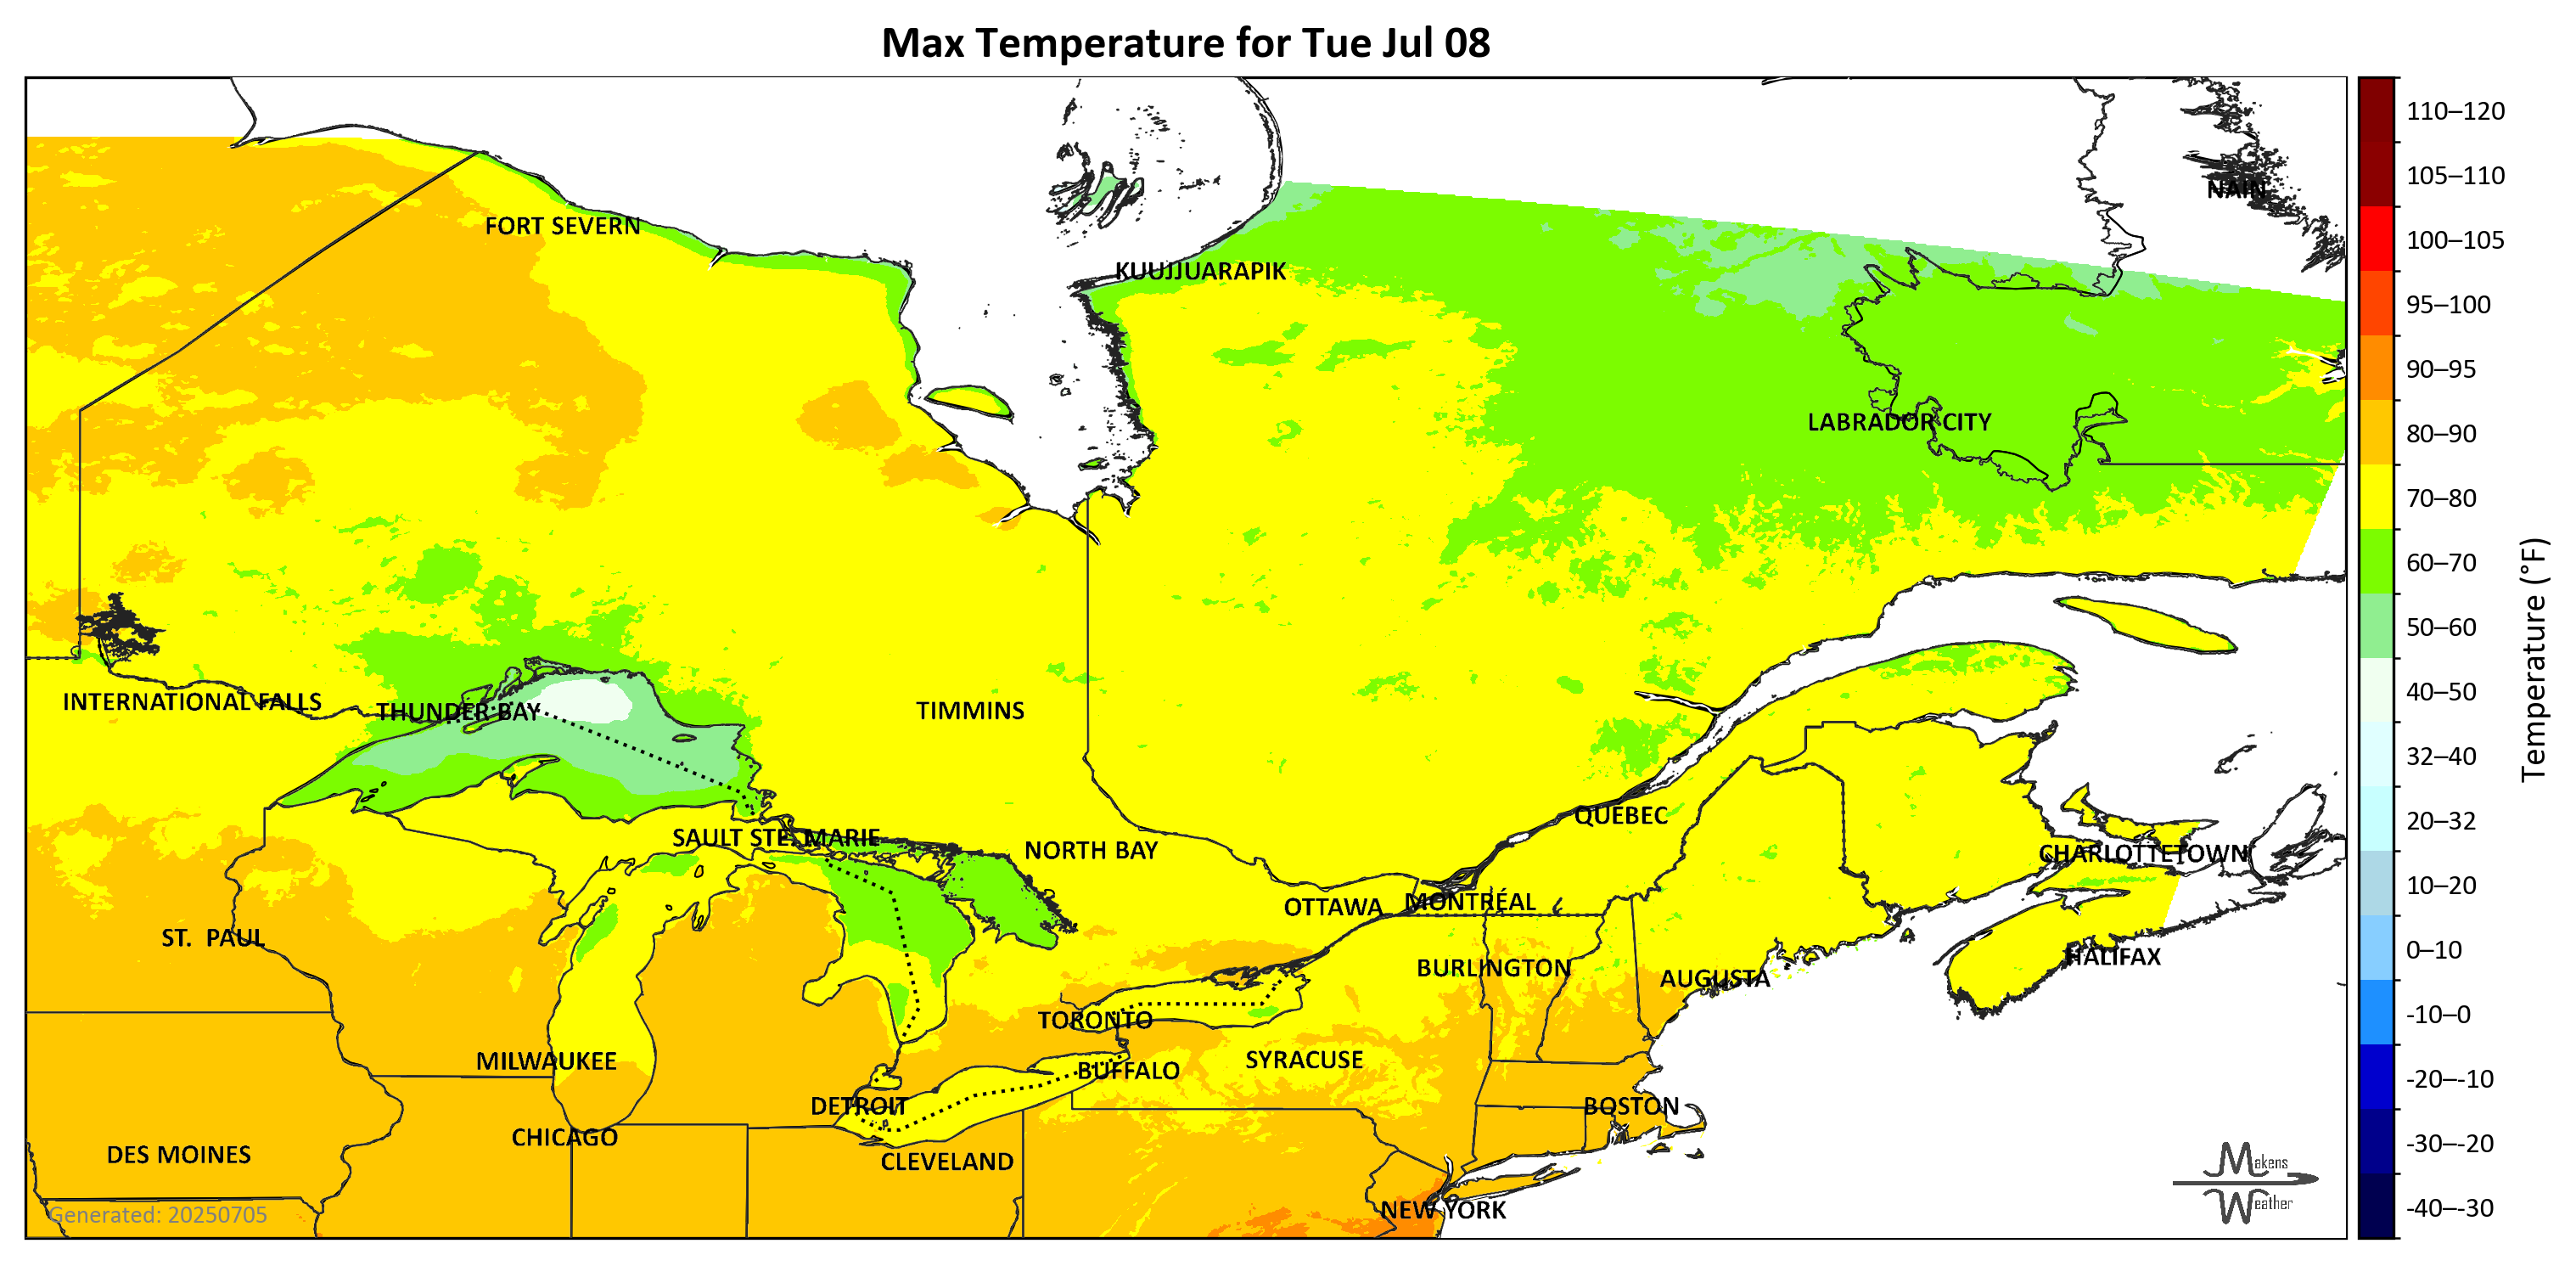 Max Temperature for Tue Jul 08
110–120
105–110
NAIN
FORT SEVERN
100–105
KUUJJUARAPIK
95–100
90–95
LABRADOR CITY
80–90
70–80
60–70
50–60
INTERNATIONAL FALLS
THUNDER BAY
TIMMINS
40–50
32–40
Temperature (°F)
QUÉBEC
20–32
SAULT STE. MARIE
NORTH BAY
CHARLOTTETOWN
10–20
OTTAWA
MONTRÉAL
ST. PAUL
0–10
BURLINGTON
AUGUSTA
HALIFAX
TORONTO
-10–0
MILWAUKEE
BUFFALO
SYRACUSE
-20–-10
DETROIT
BOSTON
CHICAGO
-30–-20
DES MOINES
CLEVELAND
Makens
Weather
Generated: 20250705
NEW YORK
-40–-30